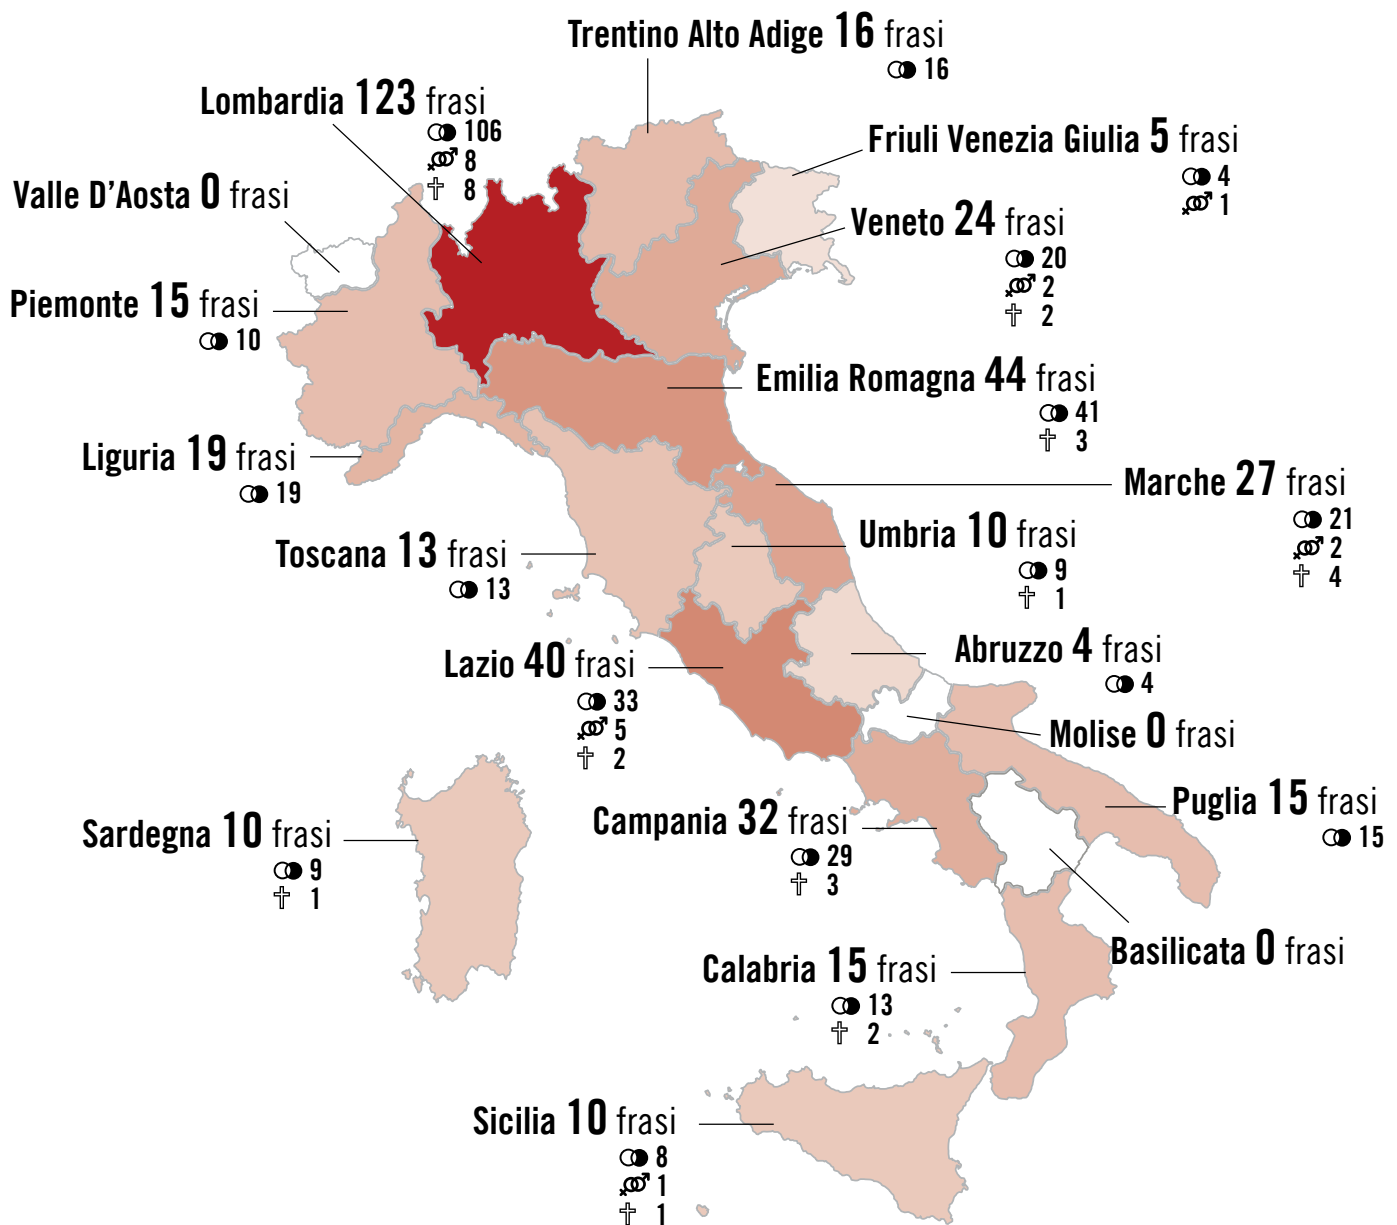 Trentino Alto Adige 16 frasi
16
Lombardia 123 frasi
106
8
8
Friuli Venezia Giulia 5 frasi
4
1
Valle D'Aosta 0 frasi
Veneto 24 frasi
20
2
2
Piemonte 15 frasi
10
Emilia Romagna 44 frasi
41
3
Liguria 19 frasi
19
Marche 27 frasi
21
2
4
Umbria 10 frasi
9
1
Toscana 13 frasi
13
Abruzzo 4 frasi
4
Lazio 40 frasi
33
5
2
Molise 0 frasi
Puglia 15 frasi
15
Campania 32 frasi
29
3
Sardegna 10 frasi
9
1
Basilicata 0 frasi
Calabria 15 frasi
13
2
Sicilia 10 frasi
8
1
1